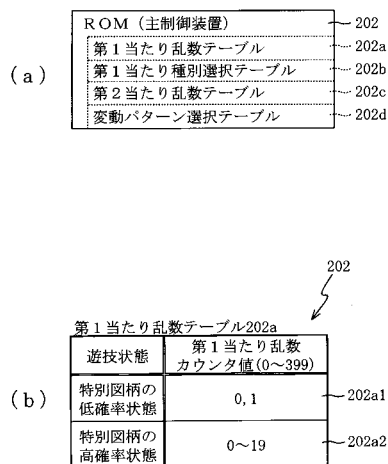 (a)
ROM（主制御装置） 202
第1当たり乱数テーブル 202a
第1当たり種別選択テーブル 202b
第2当たり乱数テーブル 202c
変動パターン選択テーブル 202d
202
(b)
第1当たり乱数テーブル202a
遊技状態 第1当たり乱数
カウンタ値(0～399)
特別図柄の
低確率状態 0,1 202a1
特別図柄の
高確率状態 0～19 202a2